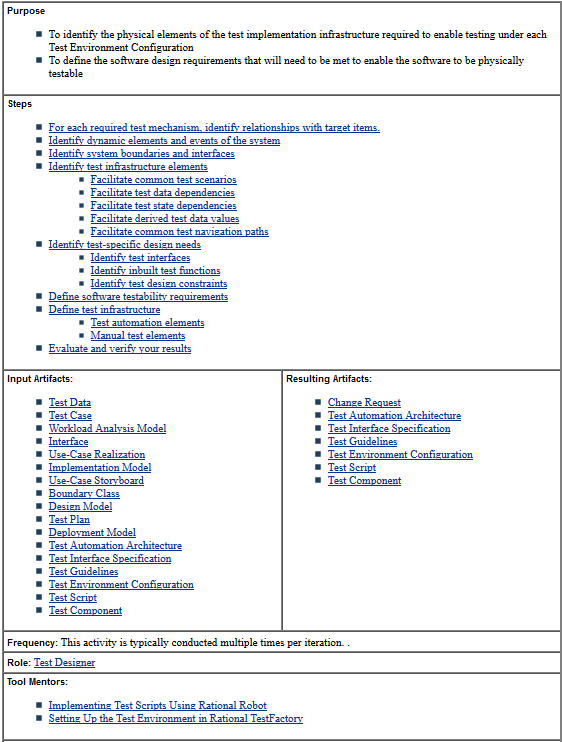 Purpose
To identify the physical elements of the test implementation infrastructure required to enable testing under each
Test Environment Configuration
To define the software design requirements that will need to be met to enable the software to be physically
testable
Steps
For each required test mechanism, identify relationships with target items.
Identify dynamic elements and events of the system
Identify system boundaries and interfaces
Identify test infrastructure elements
Facilitate common test scenarios
Facilitate test data dependencies
Facilitate test state dependencies
Facilitate derived test data values
Facilitate common test navigation paths
Identify test-specific design needs
Identify test interfaces
Identify inbuilt test functions
Identify test design constraints
Define software testability requirements
Define test infrastructure
Test automation elements
Manual test elements
Evaluate and verify your results
Input Artifacts:
Test Data
Test Case
Workload Analysis Model
Interface
Use-Case Realization
Implementation Model
Use-Case Storyboard
Boundary Class
Design Model
Test Plan
Deployment Model
Test Automation Architecture
Test Interface Specification
Test Guidelines
Test Environment Configuration
Test Script
Test Component
Resulting Artifacts:
Change Request
Test Automation Architecture
Test Interface Specification
Test Guidelines
Test Environment Configuration
Test Script
Test Component
Frequency: This activity is typically conducted multiple times per iteration. .
Role: Test Designer
Tool Mentors:
Implementing Test Scripts Using Rational Robot
Setting Up the Test Environment in Rational TestFactory